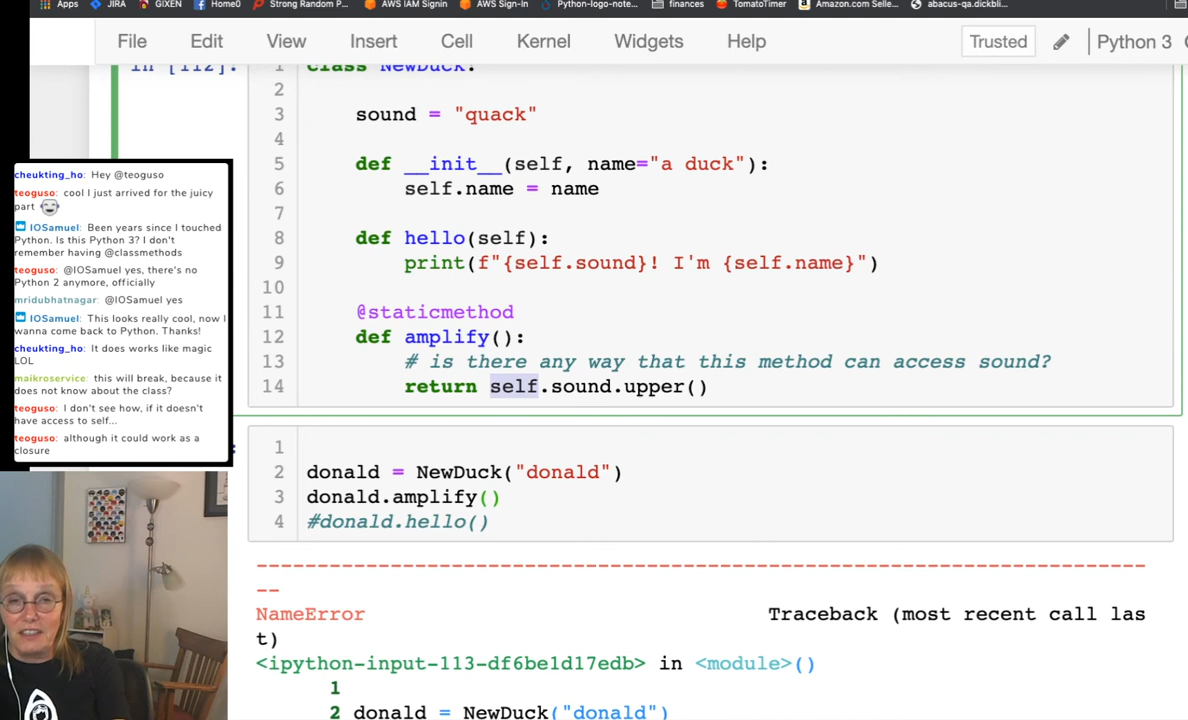 Apps JIRA GIXEN Home0 Strong Random P... AWS IAM Signin AWS Sign-In Python-logo-note... finances TomatoTimer Amazon.com Selle... abacus-qa.dickbli...
File Edit View Insert Cell Kernel Widgets Help Trusted Python 3
In [112]: 1 class NewDuck:
2
3 sound = "quack"
4
5 def __init__(self, name="a duck"):
6 self.name = name
7
8 def hello(self):
9 print(f"{self.sound}! I'm {self.name}")
10
11 @staticmethod
12 def amplify():
13 # is there any way that this method can access sound?
14 return self.sound.upper()
cheukting_ho: Hey @teoguso
teoguso: cool I just arrived for the juicy
part
IOSamuel: Been years since I touched
Python. Is this Python 3? I don't
remember having @classmethods
teoguso: @IOSamuel yes, there's no
Python 2 anymore, officially
mridubhatnagar: @IOSamuel yes
IOSamuel: This looks really cool, now I
wanna come back to Python. Thanks!
cheukting_ho: It does works like magic
LOL
maikroservice: this will break, because it
does not know about the class?
teoguso: I don't see how, if it doesn't
have access to self...
teoguso: although it could work as a
closure
1
2 donald = NewDuck("donald")
3 donald.amplify()
4 #donald.hello()
---------------------------------------------------------------------------
NameError Traceback (most recent call las
t)
<ipython-input-113-df6be1d17edb> in <module>()
1
2 donald = NewDuck("donald")